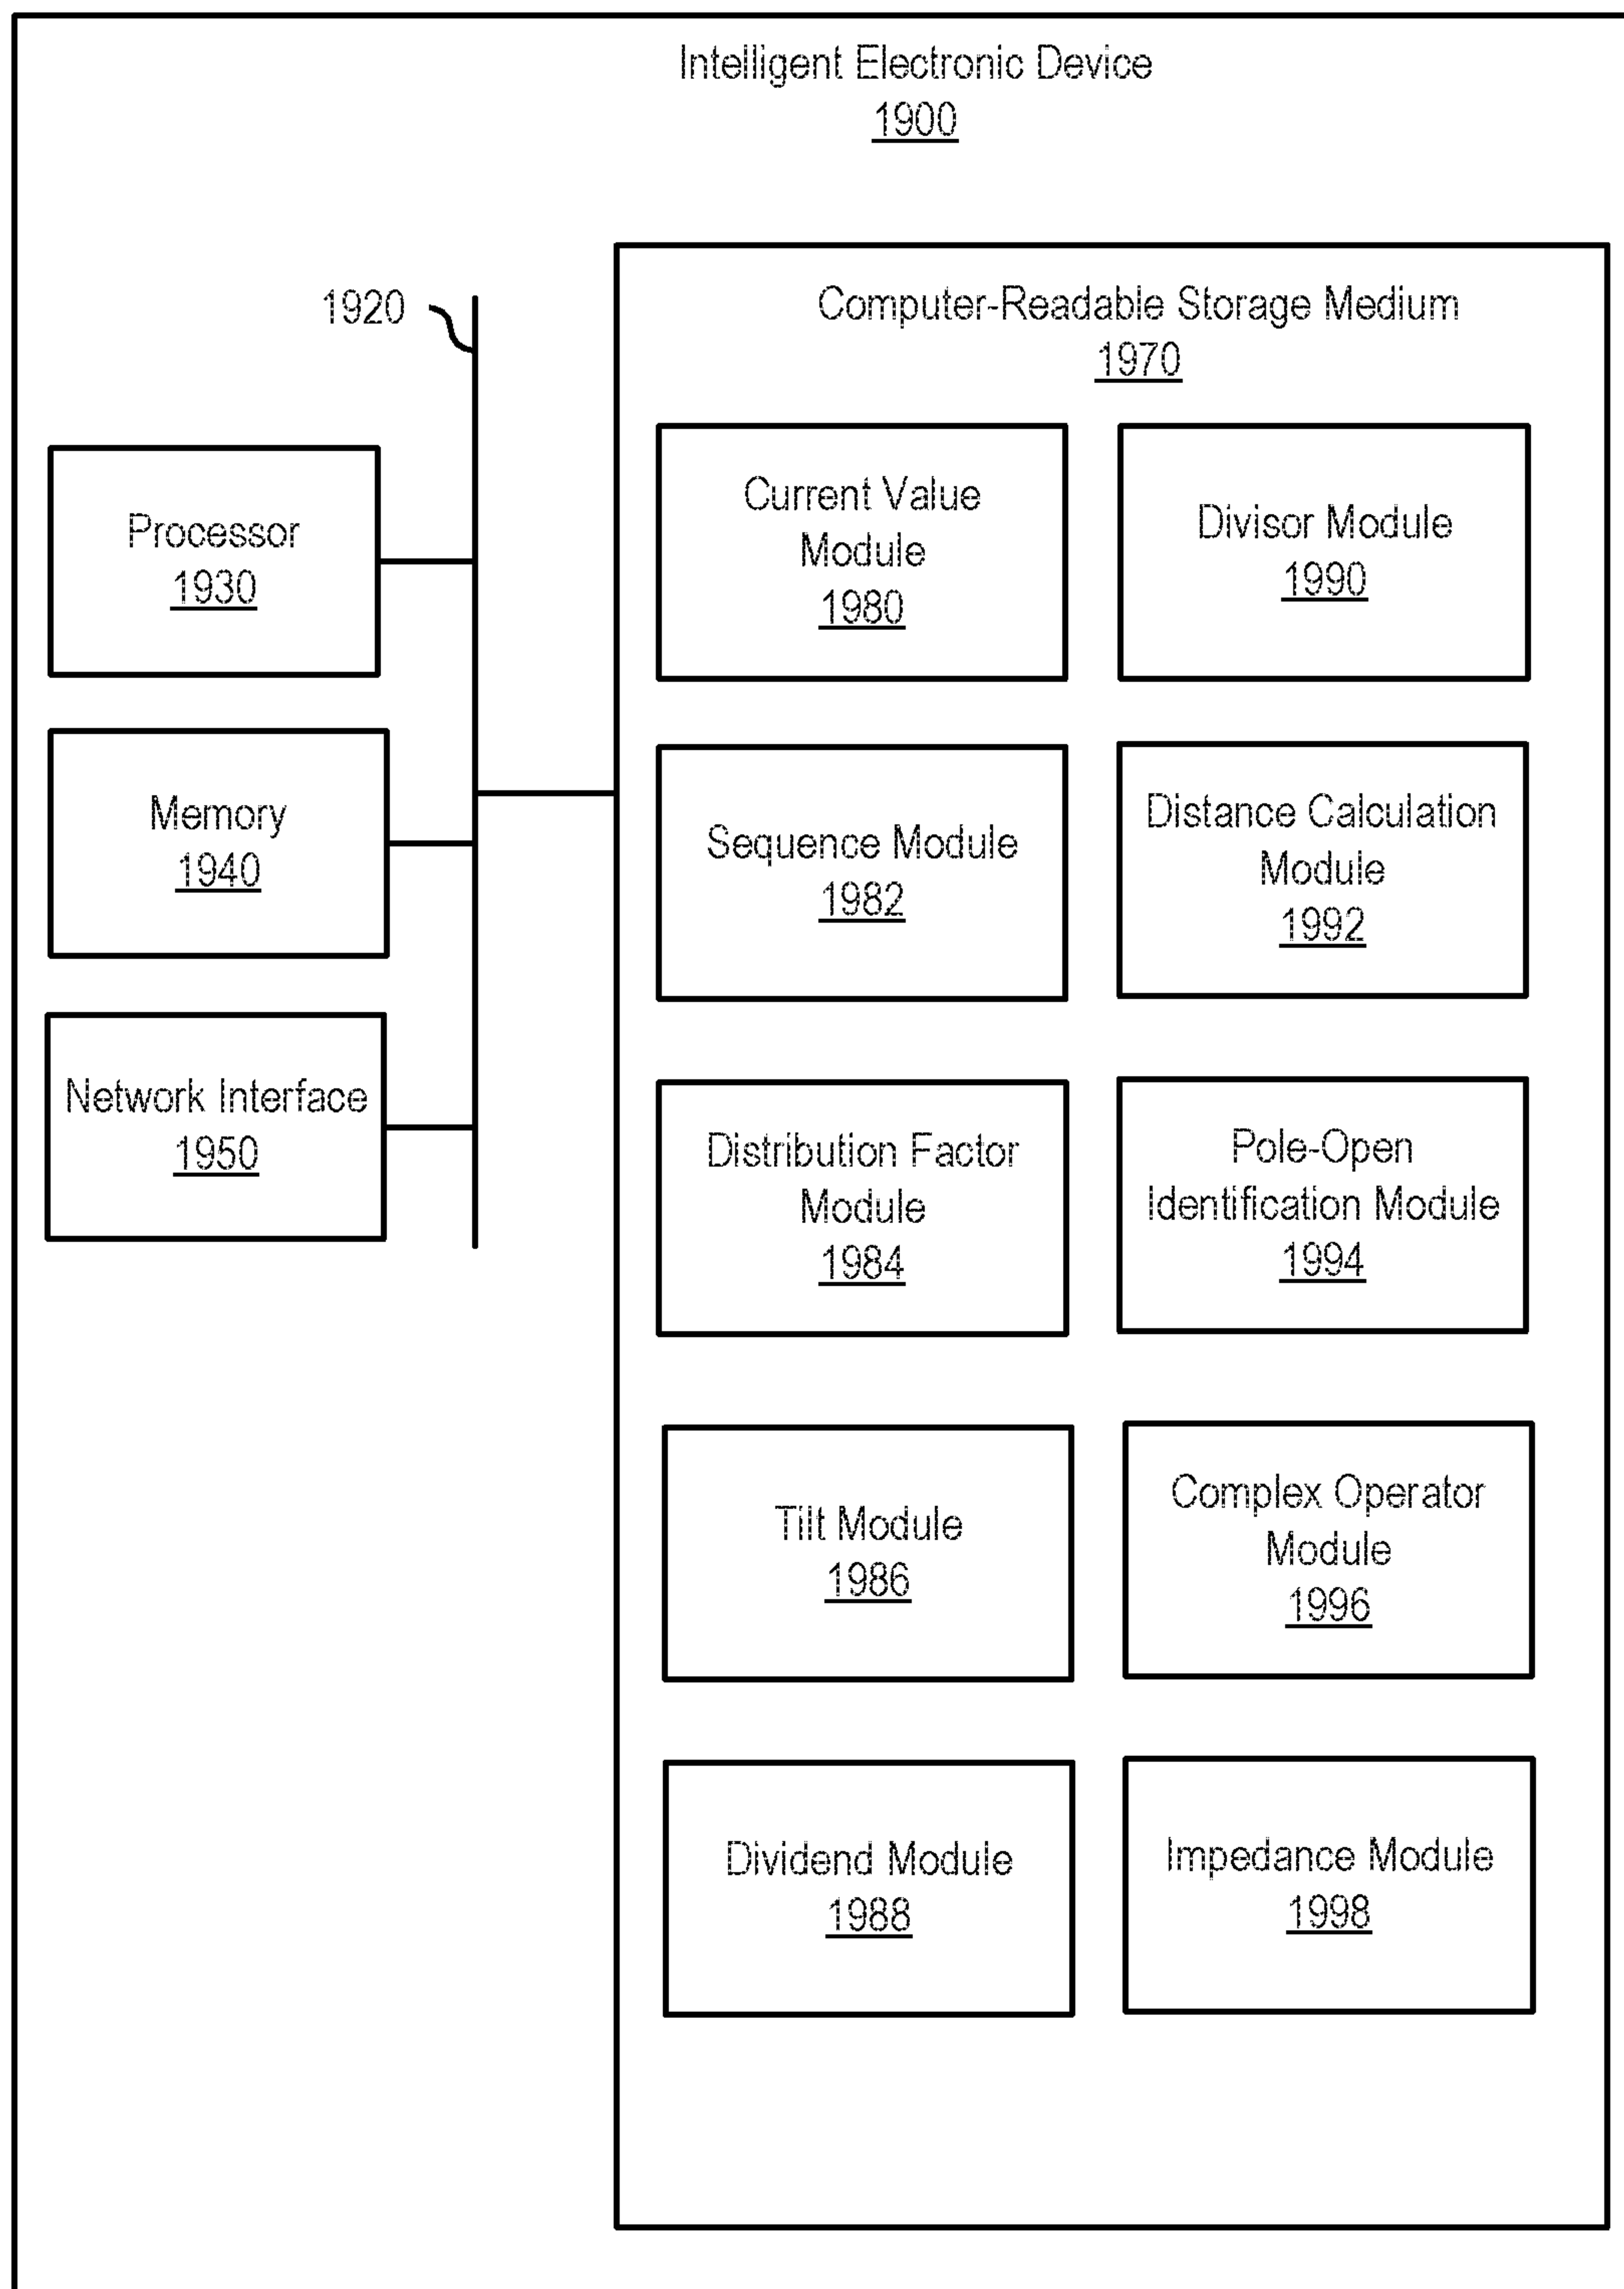 Intelligent Electronic Device
1900
1920
Computer-Readable Storage Medium
1970
Processor
1930
Memory
1940
Network Interface
1950
Current Value
Module
1980
Divisor Module
1990
Sequence Module
1982
Distance Calculation
Module
1992
Distribution Factor
Module
1984
Pole-Open
Identification Module
1994
Tilt Module
1986
Complex Operator
Module
1996
Dividend Module
1988
Impedance Module
1998